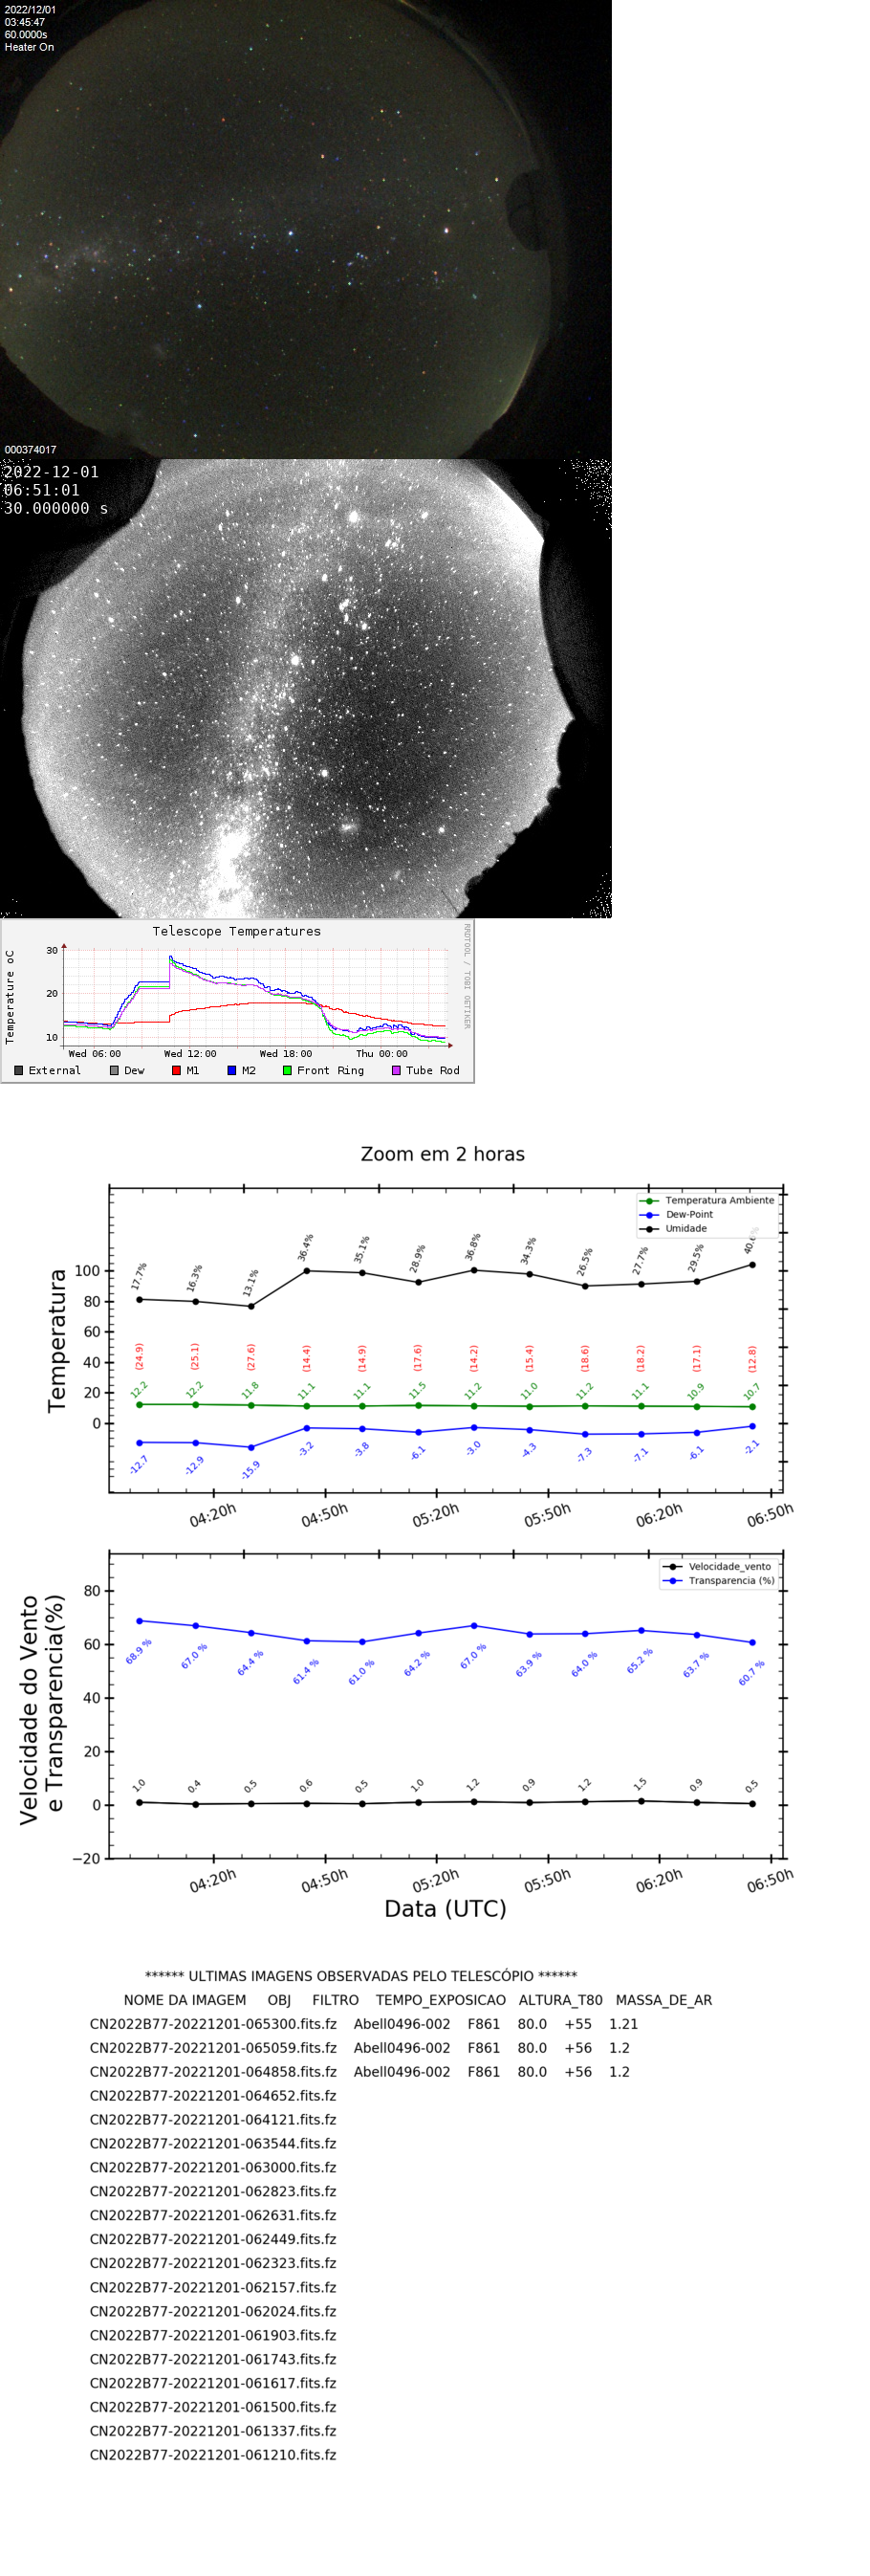 2022/12/01
03:45:47
60.0000s
Heater On
000374017
2022-12-01
06:51:01
30.000000 s
Telescope Temperatures
Temperature oC
30
20
10
Wed 06:00 Wed 12:00 Wed 18:00 Thu 00:00
External Dew M1 M2 Front Ring Tube Rod
RRDTOOL / TOBI OETIKER
Zoom em 2 horas
Temperatura
Temperatura Ambiente
Dew-Point
Umidade
100
80
60
40
20
0
17.7% 16.3% 13.1% 36.4% 35.1% 28.9% 36.8% 34.3% 26.5% 27.7% 29.5%
(24.9) (25.1) (27.6) (14.4) (14.9) (17.6) (14.2) (15.4) (18.6) (18.2) (17.1) (12.8)
12.2 12.2 11.8 11.1 11.1 11.5 11.2 11.0 11.2 11.1 10.9 10.7
-12.7 -12.9 -15.9 -3.2 -3.8 -6.1 -3.0 -4.3 -7.3 -7.1 -6.1 -2.1
04:20h 04:50h 05:20h 05:50h 06:20h 06:50h
Velocidade do Vento
e Transparencia(%)
Velocidade_vento
Transparencia (%)
80
60
40
20
0
−20
68.9 % 67.0 % 64.4 % 61.4 % 61.0 % 64.2 % 67.0 % 63.9 % 64.0 % 65.2 % 63.7 % 60.7 %
1.0 0.4 0.5 0.6 0.5 1.0 1.2 0.9 1.2 1.5 0.9 0.5
04:20h 04:50h 05:20h 05:50h 06:20h 06:50h
Data (UTC)
****** ULTIMAS IMAGENS OBSERVADAS PELO TELESCÓPIO ******
NOME DA IMAGEM OBJ FILTRO TEMPO_EXPOSICAO ALTURA_T80 MASSA_DE_AR
CN2022B77-20221201-065300.fits.fz Abell0496-002 F861 80.0 +55 1.21
CN2022B77-20221201-065059.fits.fz Abell0496-002 F861 80.0 +56 1.2
CN2022B77-20221201-064858.fits.fz Abell0496-002 F861 80.0 +56 1.2
CN2022B77-20221201-064652.fits.fz
CN2022B77-20221201-064121.fits.fz
CN2022B77-20221201-063544.fits.fz
CN2022B77-20221201-063000.fits.fz
CN2022B77-20221201-062823.fits.fz
CN2022B77-20221201-062631.fits.fz
CN2022B77-20221201-062449.fits.fz
CN2022B77-20221201-062323.fits.fz
CN2022B77-20221201-062157.fits.fz
CN2022B77-20221201-062024.fits.fz
CN2022B77-20221201-061903.fits.fz
CN2022B77-20221201-061743.fits.fz
CN2022B77-20221201-061617.fits.fz
CN2022B77-20221201-061500.fits.fz
CN2022B77-20221201-061337.fits.fz
CN2022B77-20221201-061210.fits.fz